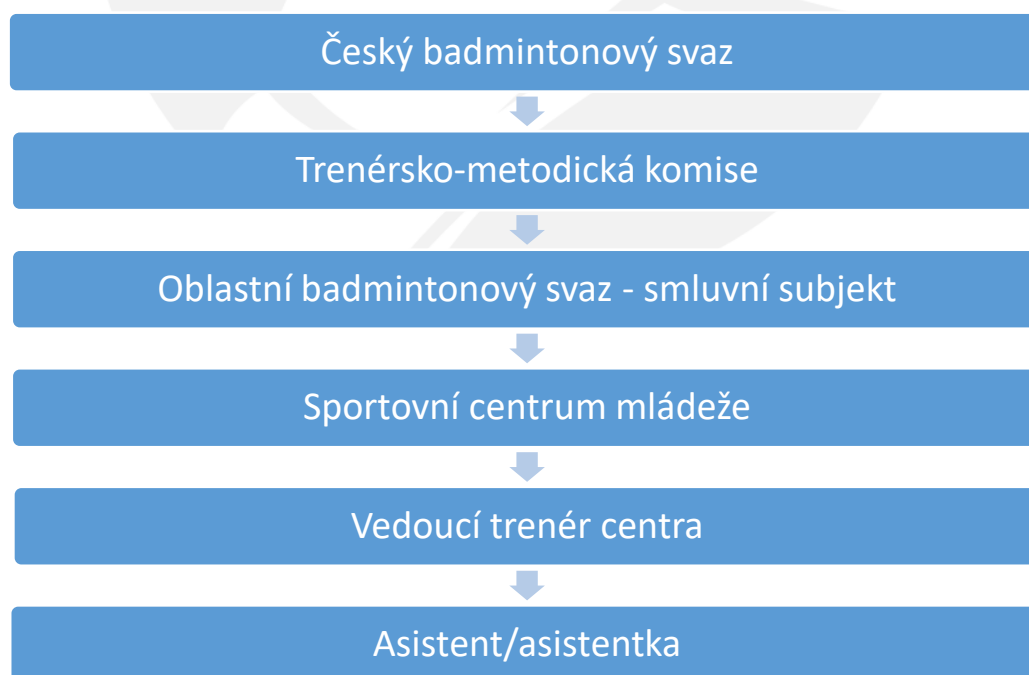 Český badmintonový svaz
Trenérsko-metodická komise
Oblastní badmintonový svaz - smluvní subjekt
Sportovní centrum mládeže
Vedoucí trenér centra
Asistent/asistentka